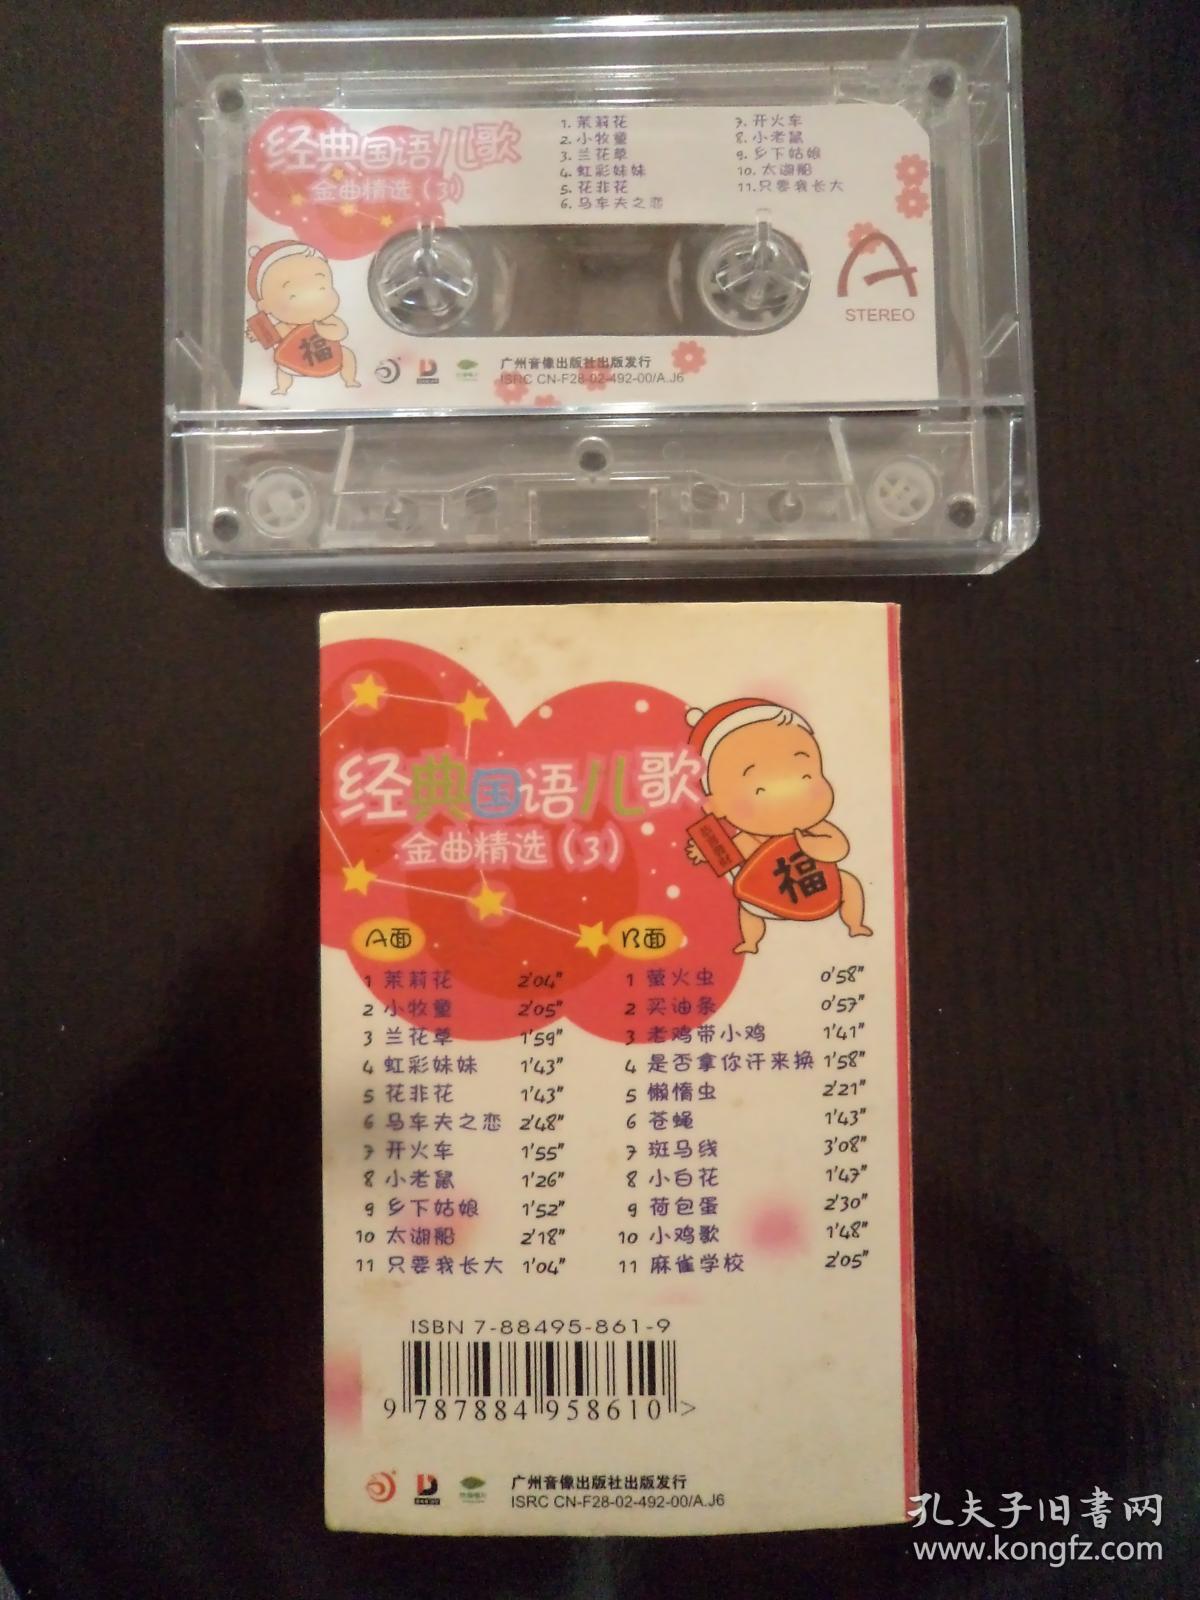 经典国语儿歌
金曲精选（3）
1. 茉莉花
2. 小牧童
3. 兰花草
4. 虹彩妹妹
5. 花非花
6. 马车夫之恋
7. 开火车
8. 小老鼠
9. 乡下姑娘
10. 太湖船
11. 只要我长大
A
STEREO
福
广州音像出版社出版发行
ISRC CN-F28-02-492-00/A.J6
经典国语儿歌
金曲精选（3）
福
A面
1 茉莉花 2'04"
2 小牧童 2'05"
3 兰花草 1'59"
4 虹彩妹妹 1'43"
5 花非花 1'43"
6 马车夫之恋 2'48"
7 开火车 1'55"
8 小老鼠 1'26"
9 乡下姑娘 1'52"
10 太湖船 2'18"
11 只要我长大 1'04"
B面
1 萤火虫 0'58"
2 买油条 0'57"
3 老鸡带小鸡 1'41"
4 是否拿你汗来换 1'58"
5 懒惰虫 2'21"
6 苍蝇 1'43"
7 斑马线 3'08"
8 小白花 1'47"
9 荷包蛋 2'30"
10 小鸡歌 1'48"
11 麻雀学校 2'05"
ISBN 7-88495-861-9
9 787884 958610 >
广州音像出版社出版发行
ISRC CN-F28-02-492-00/A.J6
孔夫子旧書网
www.kongfz.com